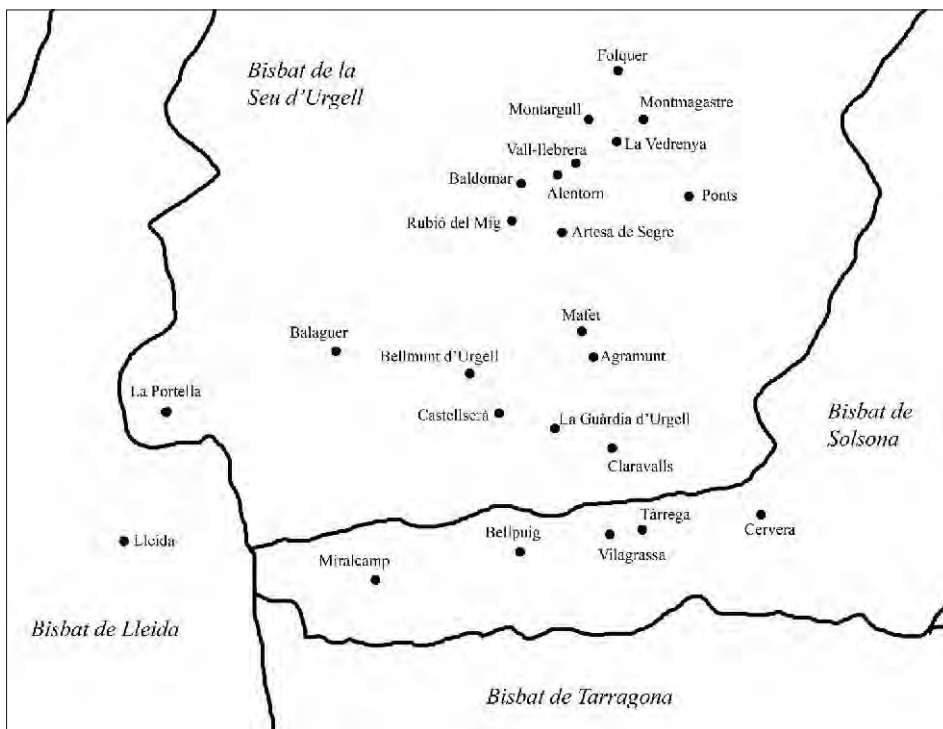 Bisbat de la
Seu d'Urgell
Folquer
Montargull
Montmagastre
La Vedrenya
Vall-llebrera
Baldomar
Alentorn
Ponts
Rubió del Mig
Artesa de Segre
Mafet
Balaguer
Agramunt
Bellmunt d'Urgell
La Portella
Castellserà
La Guàrdia d'Urgell
Bisbat de
Solsona
Claravalls
Tàrrega
Cervera
Lleida
Bellpuig
Vilagrassa
Miralcamp
Bisbat de Lleida
Bisbat de Tarragona